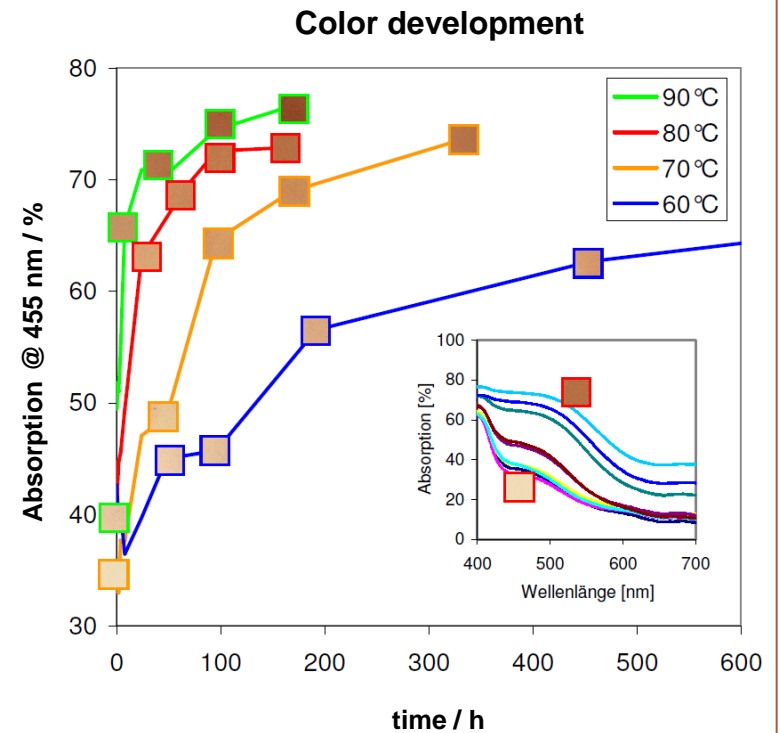 Color development
Absorption @ 455 nm / %
80
70
60
50
40
30
0
100
200
300
400
500
600
time / h
90 °C
80 °C
70 °C
60 °C
Absorption [%]
100
80
60
40
20
0
400
500
600
700
Wellenlänge [nm]